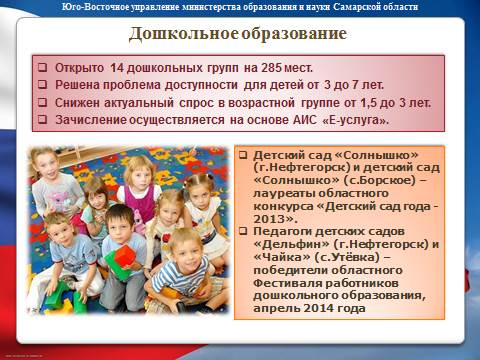 Юго-Восточное управление министерства образования и науки Самарской области
Дошкольное образование
❑ Открыто 14 дошкольных групп на 285 мест.
❑ Решена проблема доступности для детей от 3 до 7 лет.
❑ Снижен актуальный спрос в возрастной группе от 1,5 до 3 лет.
❑ Зачисление осуществляется на основе АИС «Е-услуга».
❑ Детский сад «Солнышко»
(г.Нефтегорск) и детский сад
«Солнышко» (с.Борское) –
лауреаты областного
конкурса «Детский сад года -
2013».
❑ Педагоги детских садов
«Дельфин» (г.Нефтегорск) и
«Чайка» (с.Утёвка) –
победители областного
Фестиваля работников
дошкольного образования,
апрель 2014 года